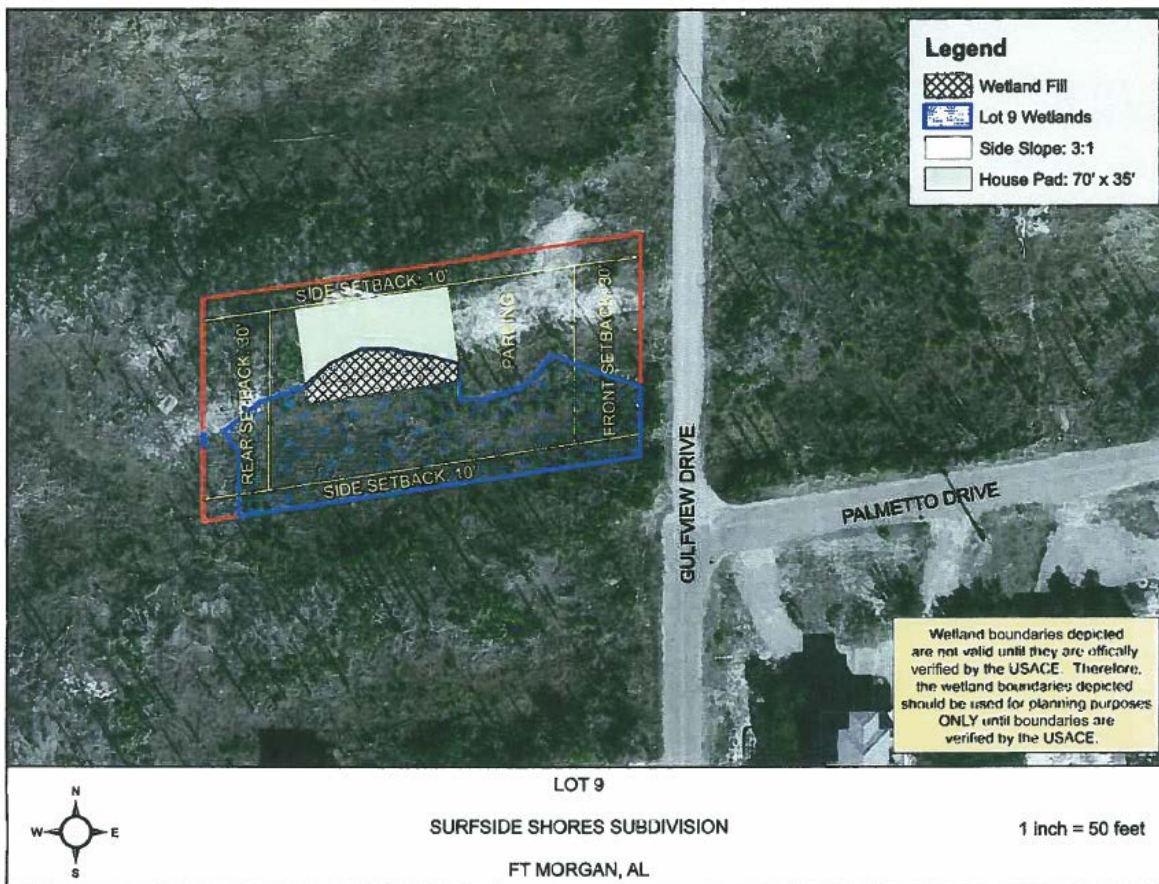 Legend
Wetland Fill
Lot 9 Wetlands
Side Slope: 3:1
House Pad: 70' x 35'
SIDE SETBACK: 10'
REAR SETBACK: 30'
PARKING
FRONT SETBACK: 30'
SIDE SETBACK: 10'
GULFVIEW DRIVE
PALMETTO DRIVE
Wetland boundaries depicted
are not valid until they are offically
verified by the USACE. Therefore,
the wetland boundaries depicted
should be used for planning purposes
ONLY until boundaries are
verified by the USACE.
N
W E
S
LOT 9
SURFSIDE SHORES SUBDIVISION
1 inch = 50 feet
FT MORGAN, AL